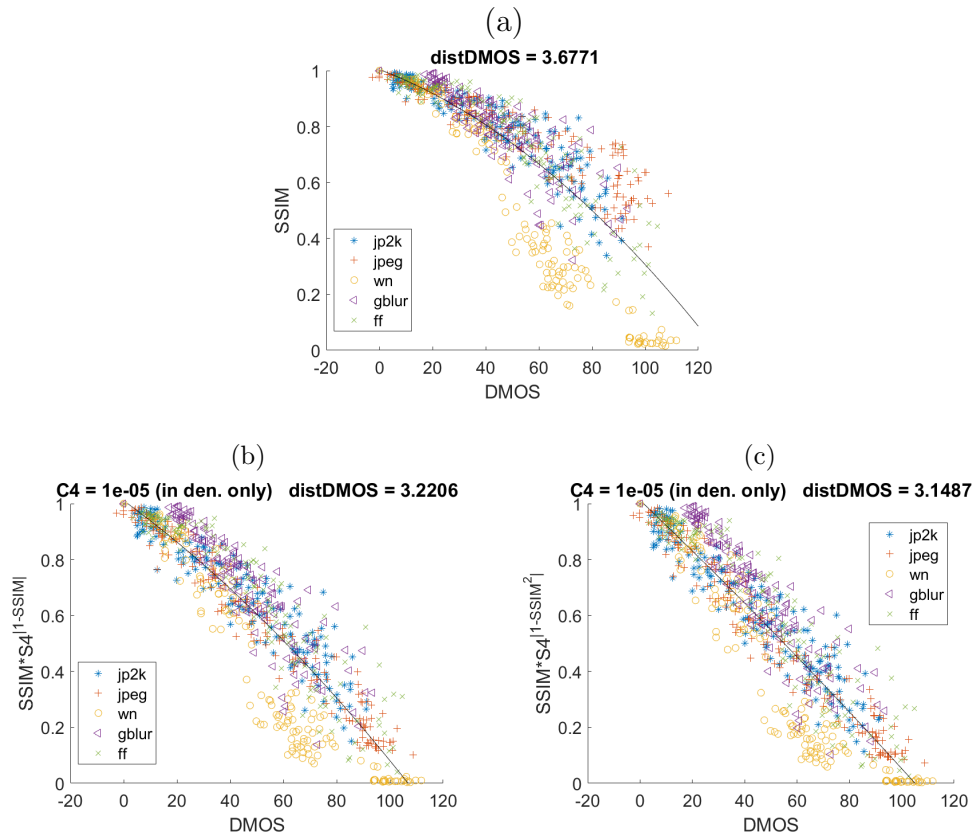 (a)
distDMOS = 3.6771
1
0.8
0.6
0.4
0.2
0
SSIM
jp2k
jpeg
wn
gblur
ff
-20 0 20 40 60 80 100 120
DMOS
(b)
C4 = 1e-05 (in den. only) distDMOS = 3.2206
1
0.8
0.6
0.4
0.2
0
SSIM*S4|1-SSIM|
jp2k
jpeg
wn
gblur
ff
-20 0 20 40 60 80 100 120
DMOS
(c)
C4 = 1e-05 (in den. only) distDMOS = 3.1487
1
0.8
0.6
0.4
0.2
0
SSIM*S4|1-SSIM²|
jp2k
jpeg
wn
gblur
ff
-20 0 20 40 60 80 100 120
DMOS